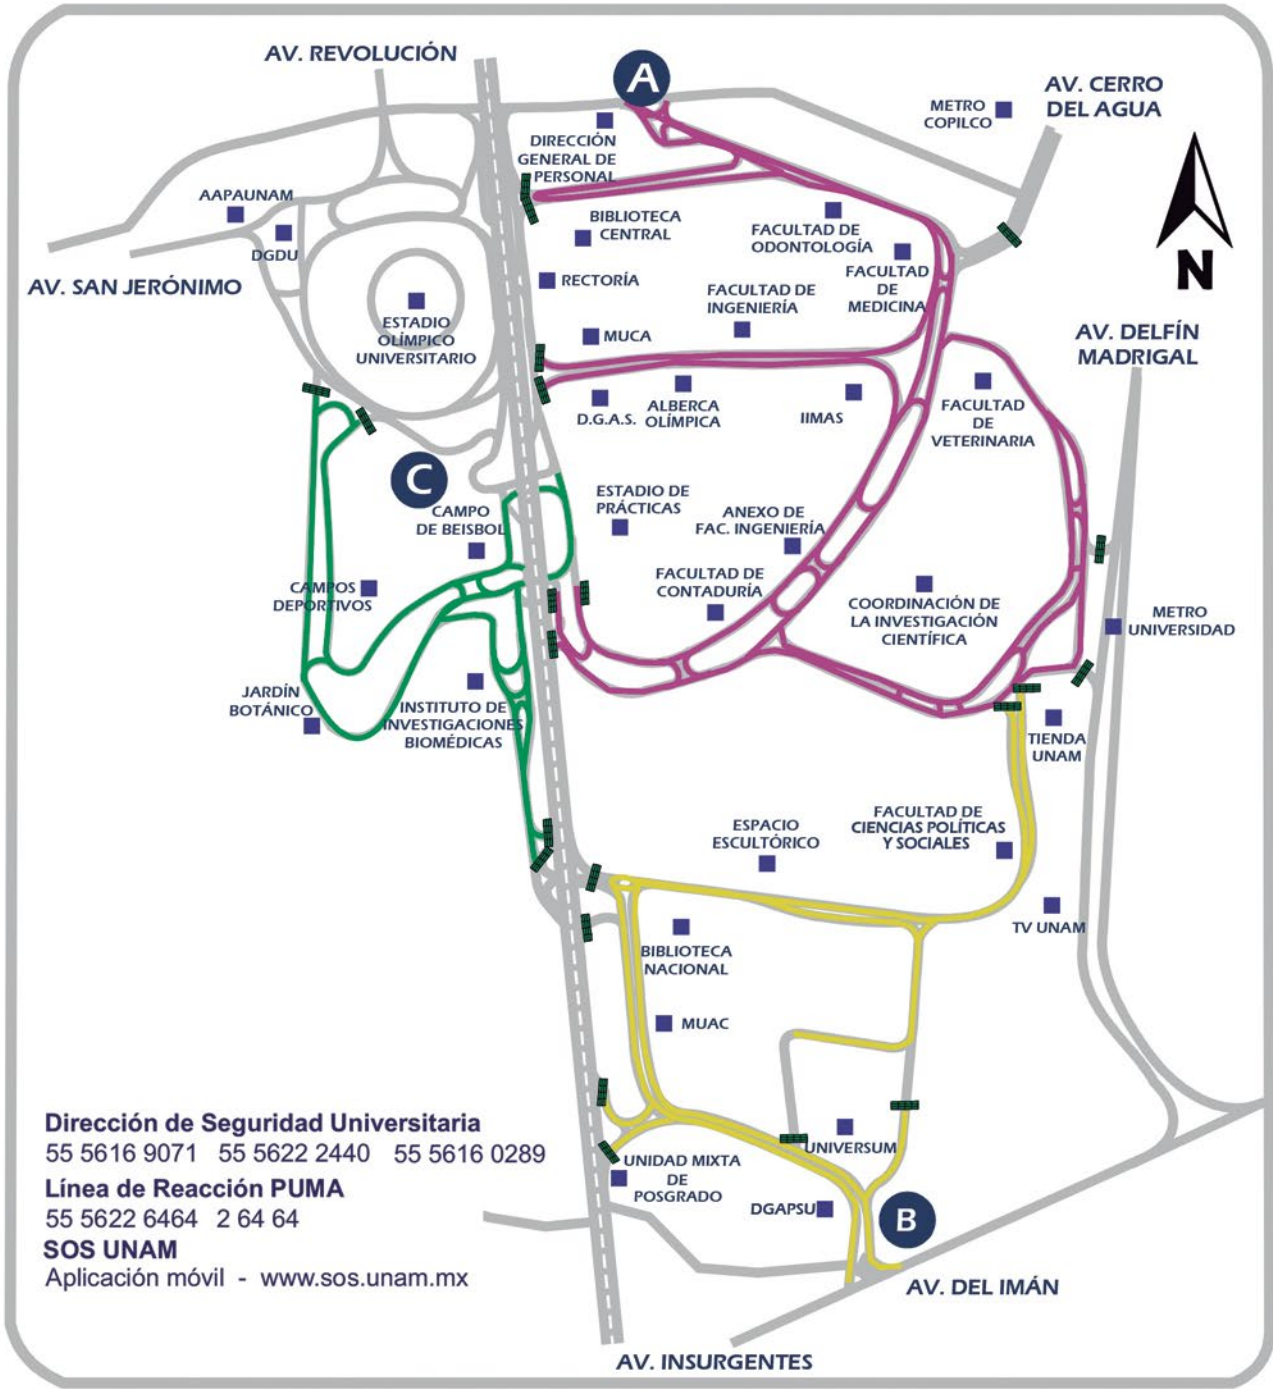 AV. REVOLUCIÓN
A
METRO
COPILCO
AV. CERRO
DEL AGUA
DIRECCIÓN
GENERAL DE
PERSONAL
AAPAUNAM
DGDU
AV. SAN JERÓNIMO
BIBLIOTECA
CENTRAL
FACULTAD DE
ODONTOLOGÍA
FACULTAD
DE
MEDICINA
N
RECTORÍA
FACULTAD DE
INGENIERÍA
ESTADIO
OLÍMPICO
UNIVERSITARIO
MUCA
AV. DELFÍN
MADRIGAL
D.G.A.S.
ALBERCA
OLÍMPICA
IIMAS
FACULTAD
DE
VETERINARIA
C
CAMPO
DE BEISBOL
ESTADIO DE
PRÁCTICAS
ANEXO DE
FAC. INGENIERÍA
CAMPOS
DEPORTIVOS
FACULTAD DE
CONTADURÍA
COORDINACIÓN DE
LA INVESTIGACIÓN
CIENTÍFICA
METRO
UNIVERSIDAD
JARDÍN
BOTÁNICO
INSTITUTO DE
INVESTIGACIONES
BIOMÉDICAS
TIENDA
UNAM
ESPACIO
ESCULTÓRICO
FACULTAD DE
CIENCIAS POLÍTICAS
Y SOCIALES
TV UNAM
BIBLIOTECA
NACIONAL
MUAC
UNIVERSUM
UNIDAD MIXTA
DE
POSGRADO
DGAPSU
B
AV. DEL IMÁN
AV. INSURGENTES
Dirección de Seguridad Universitaria
55 5616 9071 55 5622 2440 55 5616 0289
Línea de Reacción PUMA
55 5622 6464 2 64 64
SOS UNAM
Aplicación móvil - www.sos.unam.mx